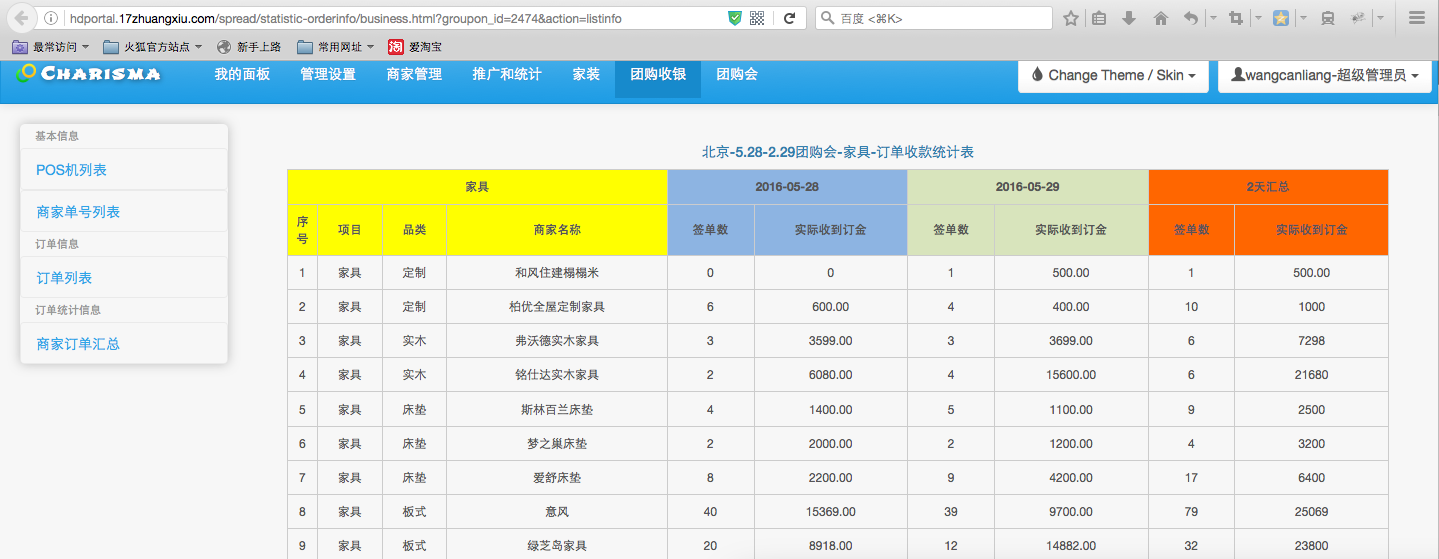 hdportal.17zhuangxiu.com/spread/statistic-orderinfo/business.html?groupon_id=2474&action=listinfo 百度 <⌘K>
最常访问 火狐官方站点 新手上路 常用网址 淘 爱淘宝
CHARISMA 我的面板 管理设置 商家管理 推广和统计 家装 团购收银 团购会 Change Theme / Skin wangcanliang-超级管理员
基本信息
POS机列表
商家单号列表
订单信息
订单列表
订单统计信息
商家订单汇总
北京-5.28-2.29团购会-家具-订单收款统计表
家具 2016-05-28 2016-05-29 2天汇总
序号 项目 品类 商家名称 签单数 实际收到订金 签单数 实际收到订金 签单数 实际收到订金
1 家具 定制 和风住建榻榻米 0 0 1 500.00 1 500.00
2 家具 定制 柏优全屋定制家具 6 600.00 4 400.00 10 1000
3 家具 实木 弗沃德实木家具 3 3599.00 3 3699.00 6 7298
4 家具 实木 铭仕达实木家具 2 6080.00 4 15600.00 6 21680
5 家具 床垫 斯林百兰床垫 4 1400.00 5 1100.00 9 2500
6 家具 床垫 梦之巢床垫 2 2000.00 2 1200.00 4 3200
7 家具 床垫 爱舒床垫 8 2200.00 9 4200.00 17 6400
8 家具 板式 意风 40 15369.00 39 9700.00 79 25069
9 家具 板式 绿芝岛家具 20 8918.00 12 14882.00 32 23800